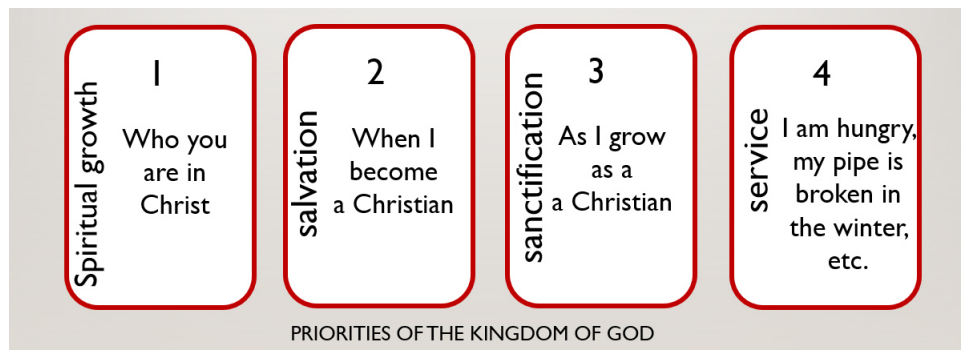 Spiritual growth
1
Who you
are in
Christ
salvation
2
When I
become
a Christian
sanctification
3
As I grow
as a
a Christian
service
4
I am hungry,
my pipe is
broken in
the winter,
etc.
PRIORITIES OF THE KINGDOM OF GOD